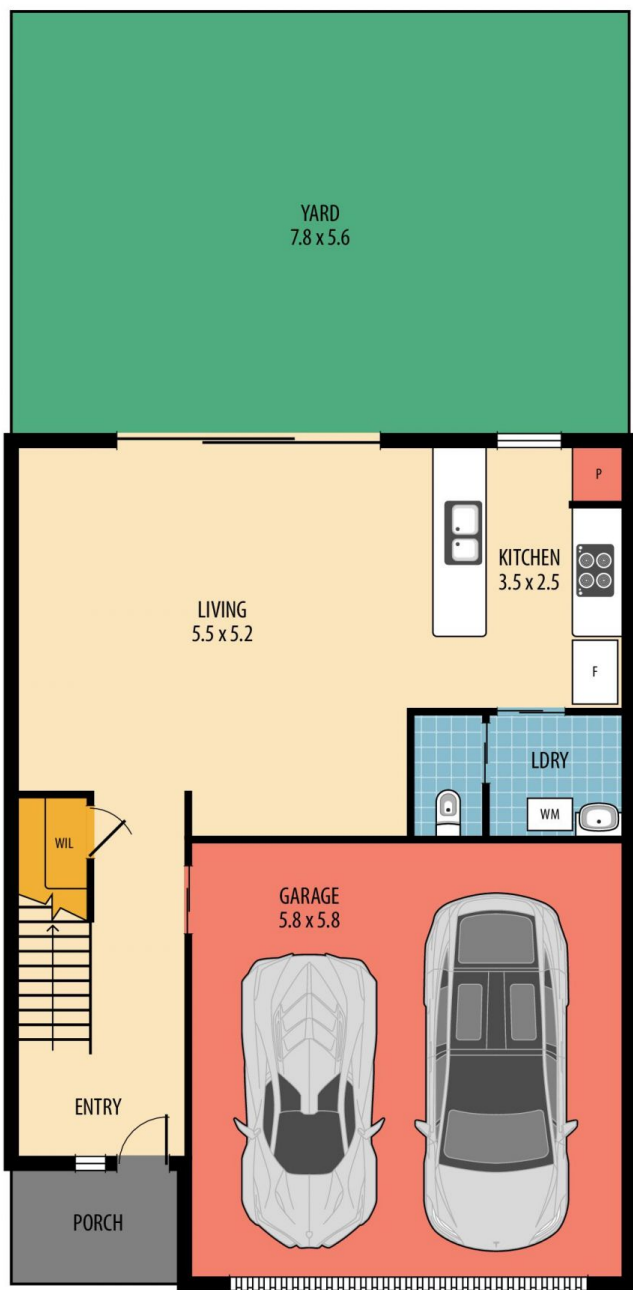 YARD
7.8 x 5.6
P
KITCHEN
3.5 x 2.5
LIVING
5.5 x 5.2
F
LDRY
WM
WIL
GARAGE
5.8 x 5.8
ENTRY
PORCH